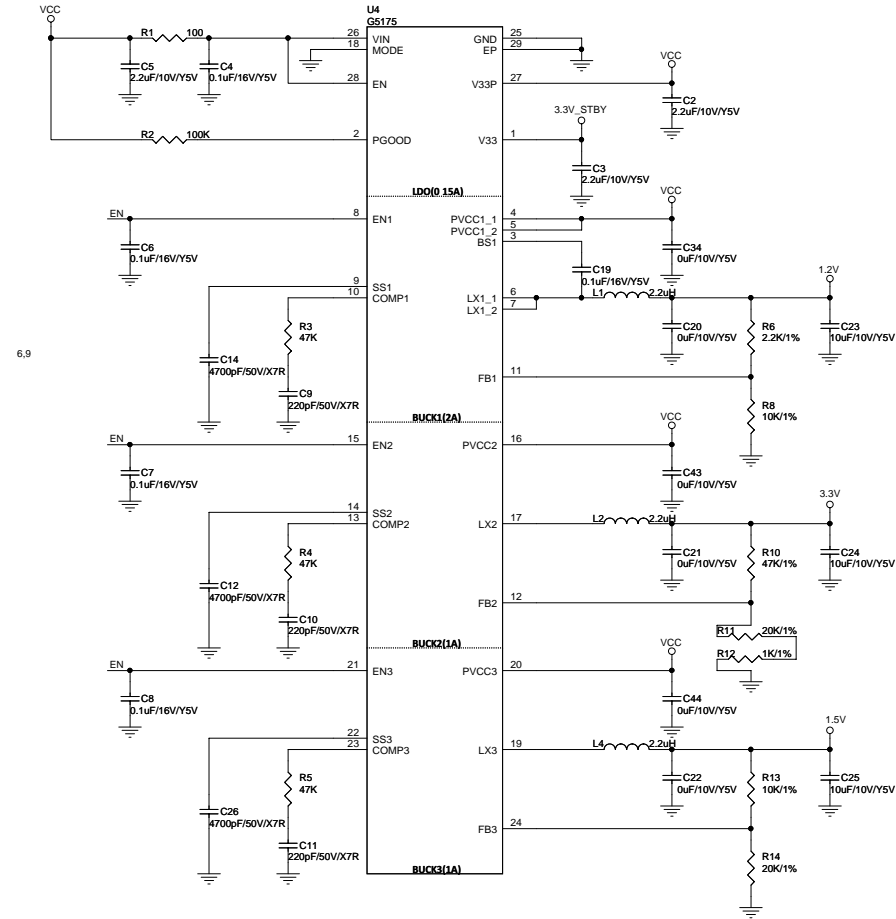 VCC
U4
G5175
R1 100
26 VIN
18 MODE
C5
2.2uF/10V/Y5V
C4
0.1uF/16V/Y5V
28 EN
R2 100K
2 PGOOD
GND 25
EP 29
V33P 27
VCC
C2
2.2uF/10V/Y5V
3.3V_STBY
V33 1
C3
2.2uF/10V/Y5V
LDO(0 15A)
EN
8 EN1
C6
0.1uF/16V/Y5V
9 SS1
10 COMP1
R3
47K
C14
4700pF/50V/X7R
C9
220pF/50V/X7R
6,9
VCC
PVCC1_1 4
PVCC1_2 5
BS1 3
C34
0uF/10V/Y5V
C19
0.1uF/16V/Y5V
LX1_1 6
LX1_2 7
L1 2.2uH
1.2V
C20
0uF/10V/Y5V
R6
2.2K/1%
C23
10uF/10V/Y5V
FB1 11
R8
10K/1%
BUCK1(2A)
EN
15 EN2
C7
0.1uF/16V/Y5V
14 SS2
13 COMP2
R4
47K
C12
4700pF/50V/X7R
C10
220pF/50V/X7R
VCC
PVCC2 16
C43
0uF/10V/Y5V
LX2 17
L2 2.2uH
3.3V
C21
0uF/10V/Y5V
R10
47K/1%
C24
10uF/10V/Y5V
FB2 12
R11 20K/1%
R12 1K/1%
BUCK2(1A)
EN
21 EN3
C8
0.1uF/16V/Y5V
22 SS3
23 COMP3
R5
47K
C26
4700pF/50V/X7R
C11
220pF/50V/X7R
VCC
PVCC3 20
C44
0uF/10V/Y5V
LX3 19
L4 2.2uH
1.5V
C22
0uF/10V/Y5V
R13
10K/1%
C25
10uF/10V/Y5V
FB3 24
R14
20K/1%
BUCK3(1A)